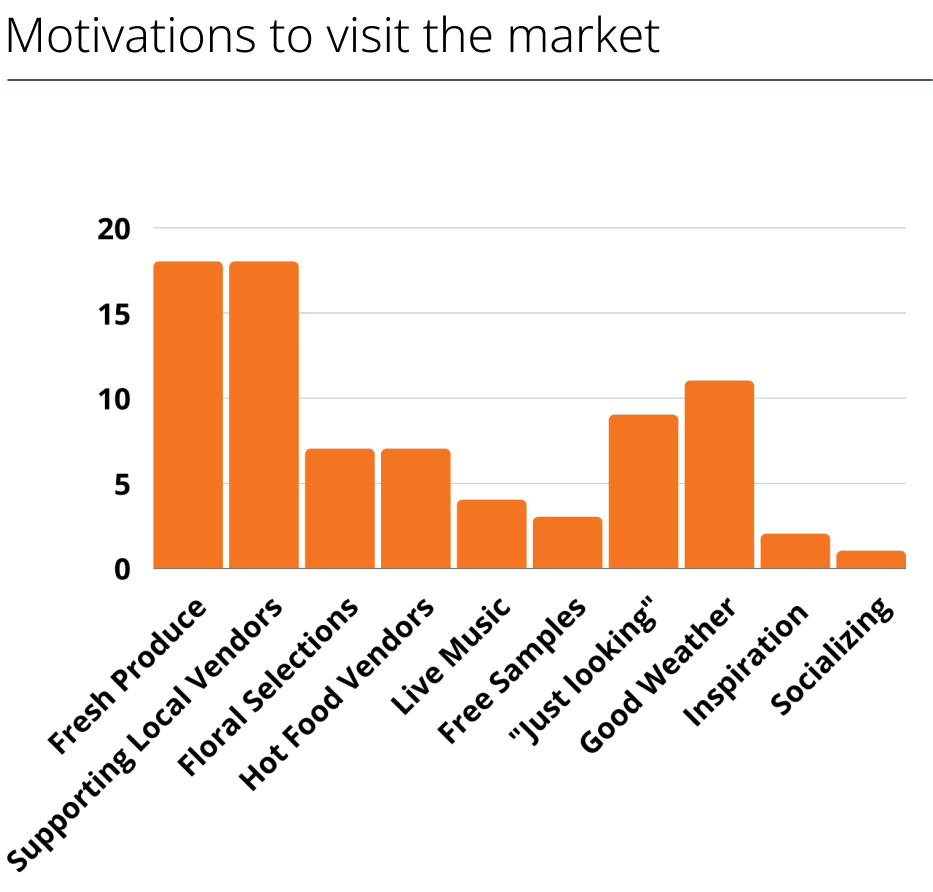 Motivations to visit the market
20
15
10
5
0
Fresh Produce
Supporting Local Vendors
Floral Selections
Hot Food Vendors
Live Music
Free Samples
"Just looking"
Good Weather
Inspiration
Socializing